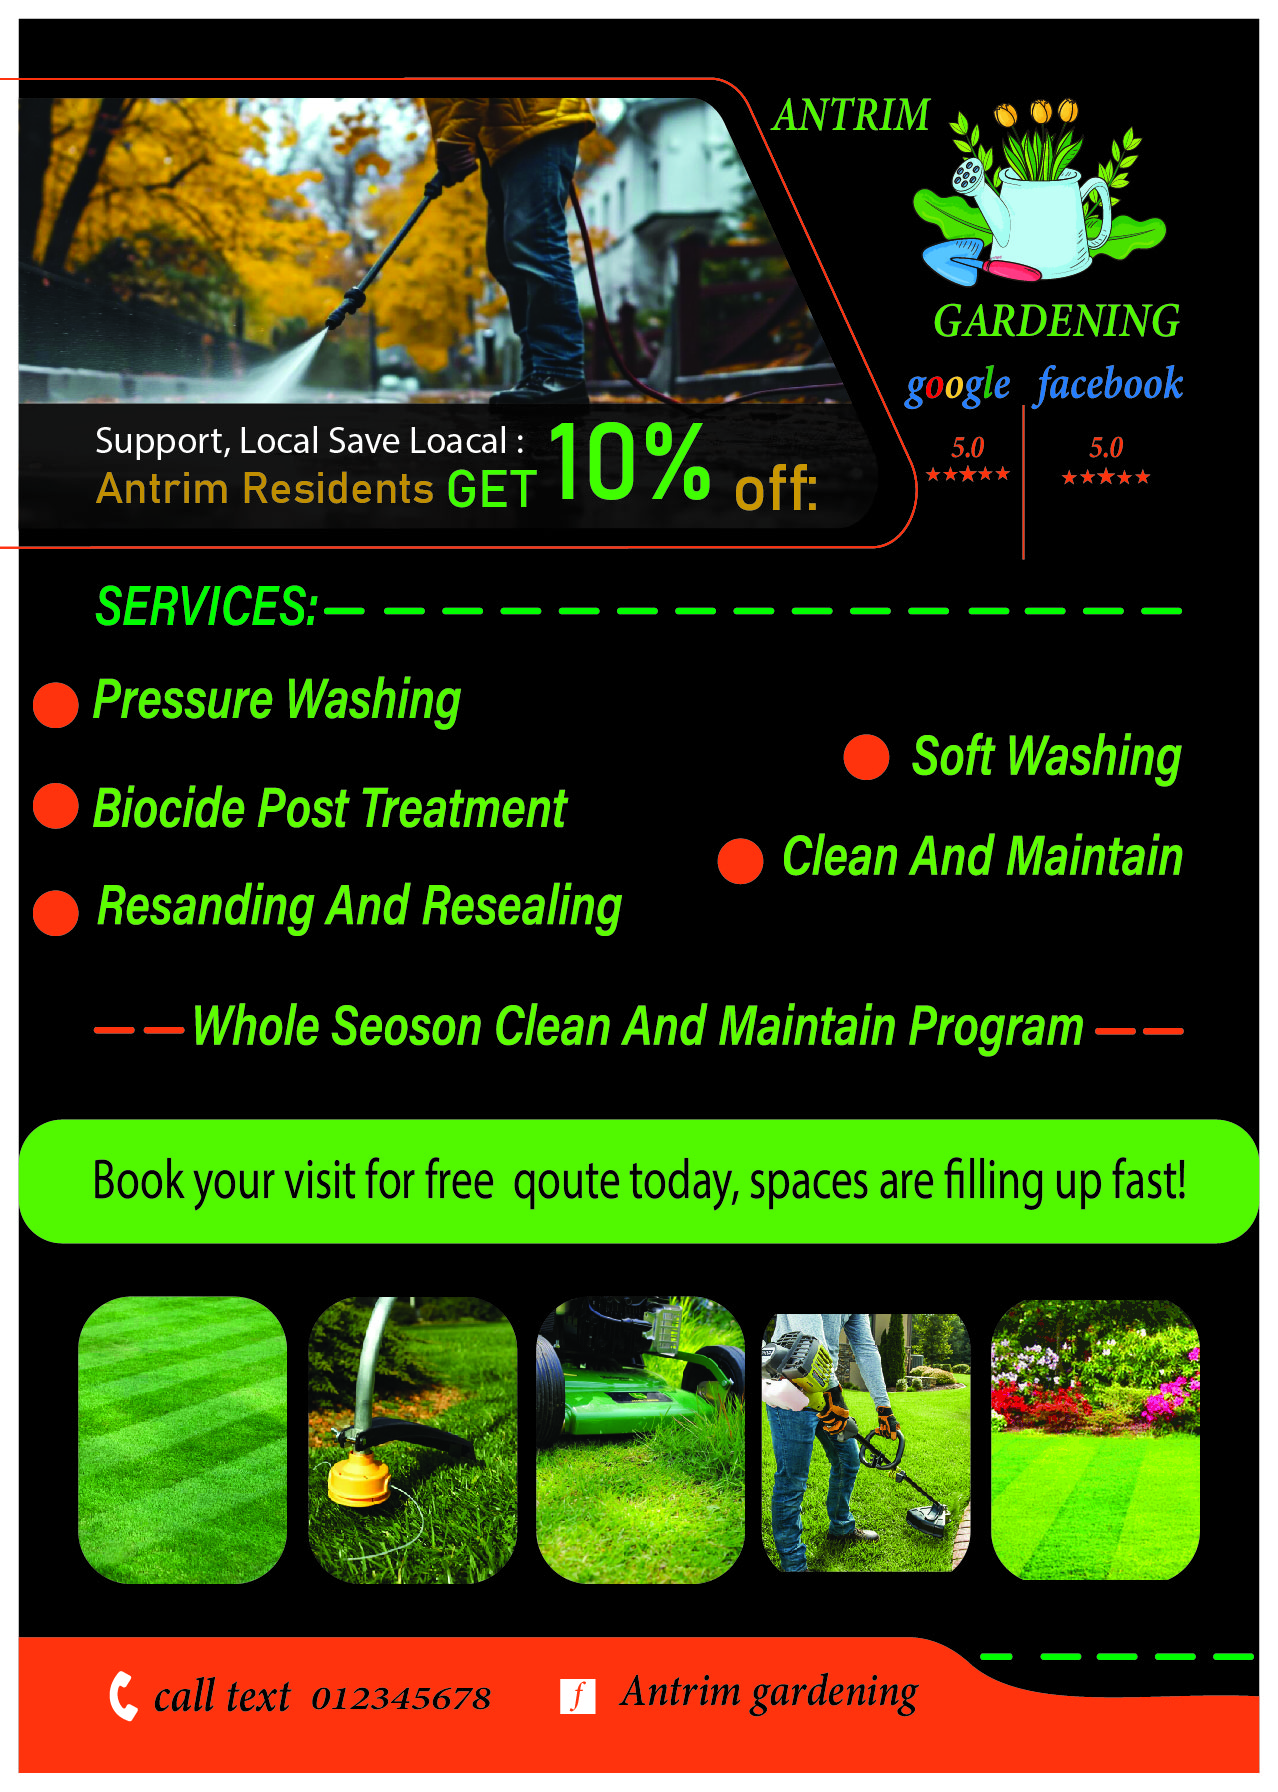 ANTRIM
GARDENING
google facebook
5.0 5.0
Support, Local Save Loacal :
Antrim Residents GET 10% off:
SERVICES:
Pressure Washing
Soft Washing
Biocide Post Treatment
Clean And Maintain
Resanding And Resealing
Whole Seoson Clean And Maintain Program
Book your visit for free qoute today, spaces are filling up fast!
call text 012345678
f Antrim gardening